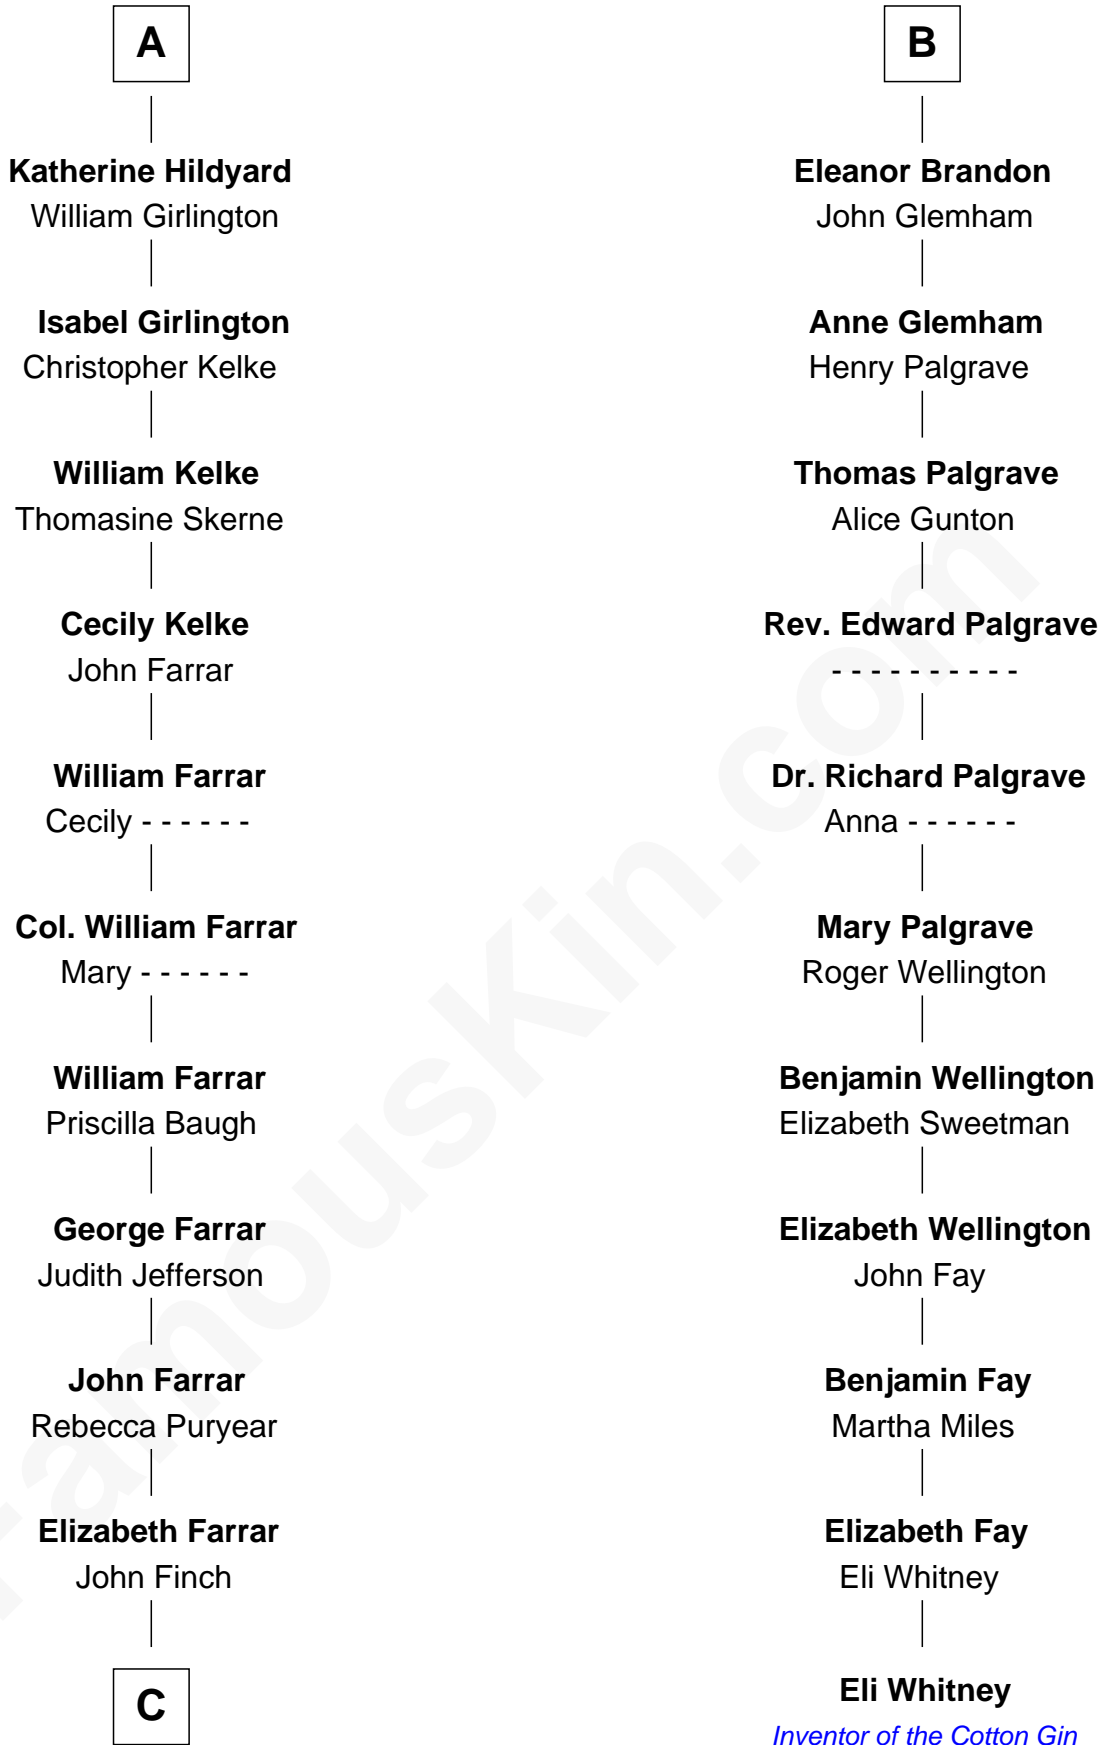 A
Katherine Hildyard
William Girlington
Isabel Girlington
Christopher Kelke
William Kelke
Thomasine Skerne
Cecily Kelke
John Farrar
William Farrar
Cecily - - - - - -
Col. William Farrar
Mary - - - - - -
William Farrar
Priscilla Baugh
George Farrar
Judith Jefferson
John Farrar
Rebecca Puryear
Elizabeth Farrar
John Finch
C
B
Eleanor Brandon
John Glemham
Anne Glemham
Henry Palgrave
Thomas Palgrave
Alice Gunton
Rev. Edward Palgrave
- - - - - - - - - -
Dr. Richard Palgrave
Anna - - - - - -
Mary Palgrave
Roger Wellington
Benjamin Wellington
Elizabeth Sweetman
Elizabeth Wellington
John Fay
Benjamin Fay
Martha Miles
Elizabeth Fay
Eli Whitney
Eli Whitney
Inventor of the Cotton Gin
FamousKin.com